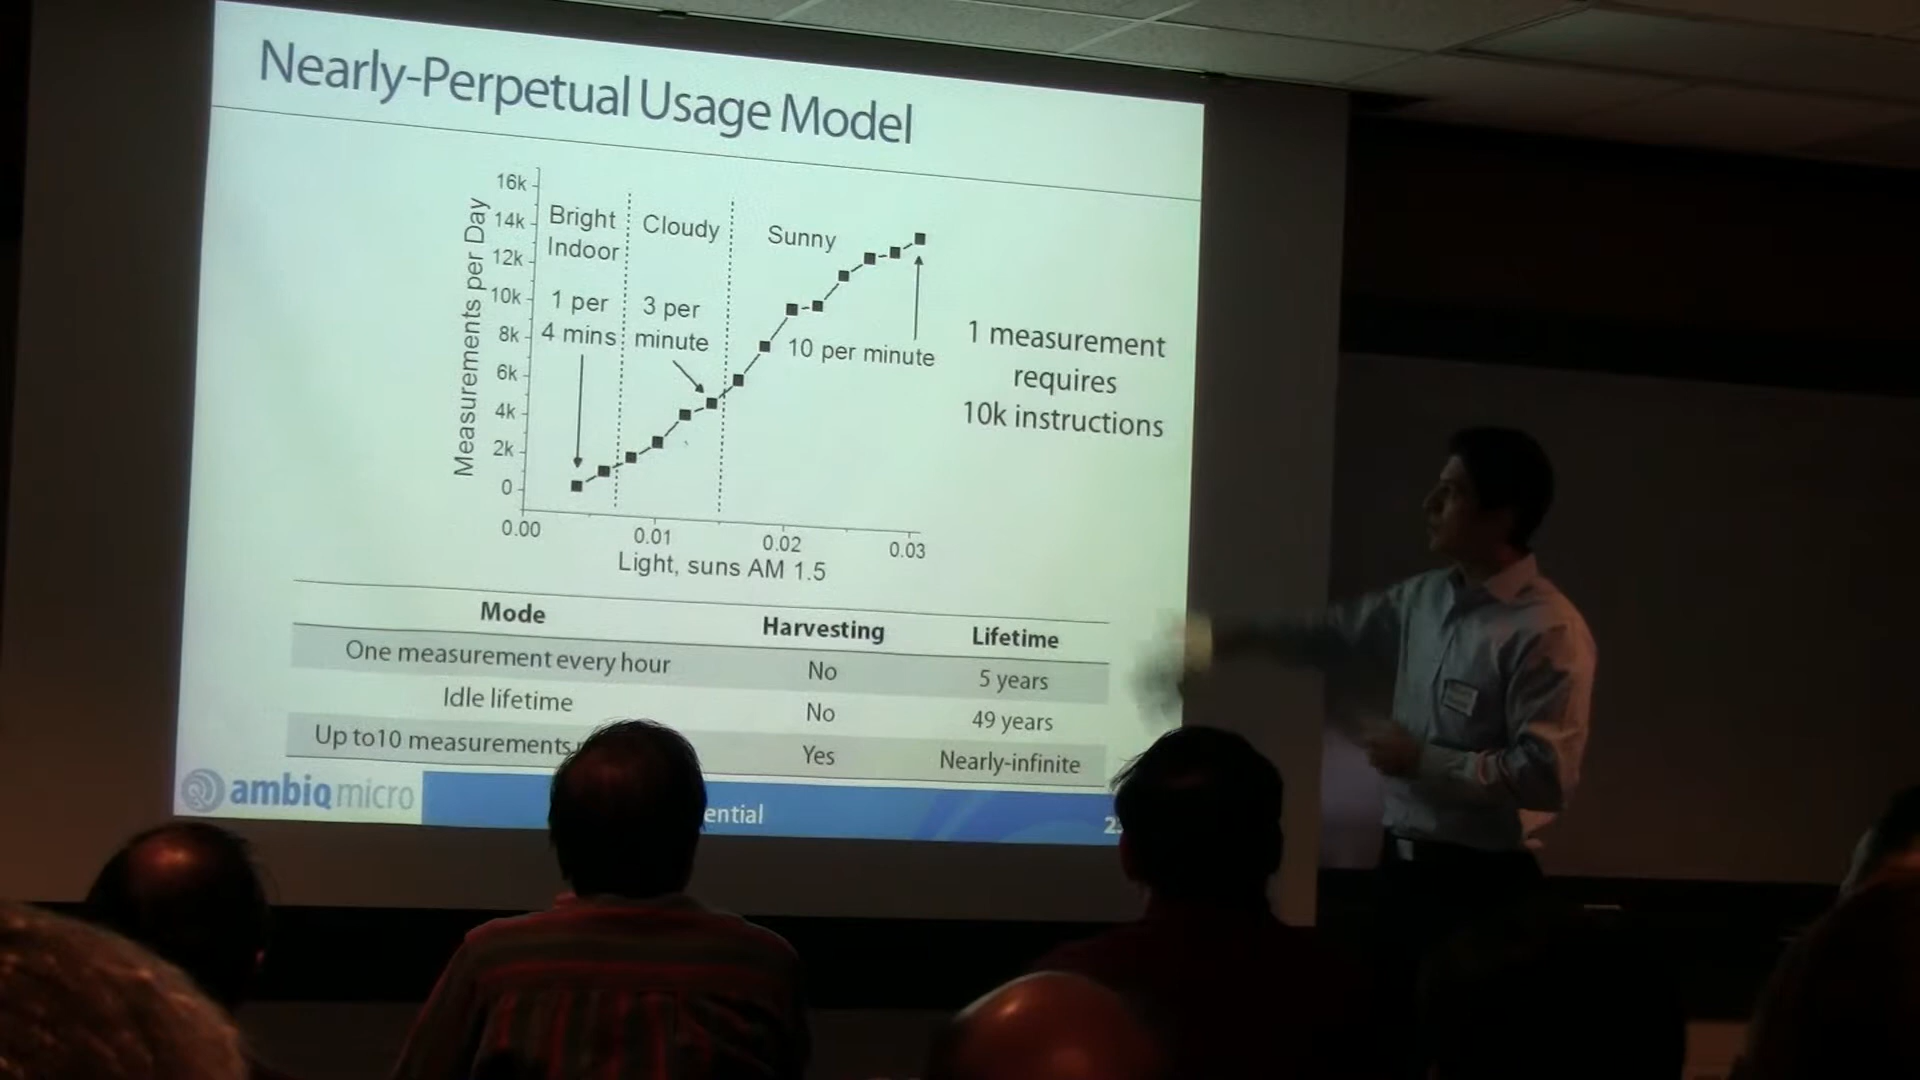 Nearly-Perpetual Usage Model
Measurements per Day
16k
14k
12k
10k
8k
6k
4k
2k
0
Bright
Indoor
1 per
4 mins
Cloudy
3 per
minute
Sunny
10 per minute
0.00
0.01
0.02
0.03
Light, suns AM 1.5
1 measurement
requires
10k instructions
Mode Harvesting Lifetime
One measurement every hour No 5 years
Idle lifetime No 49 years
Up to10 measurements Yes Nearly-infinite
ambiq micro